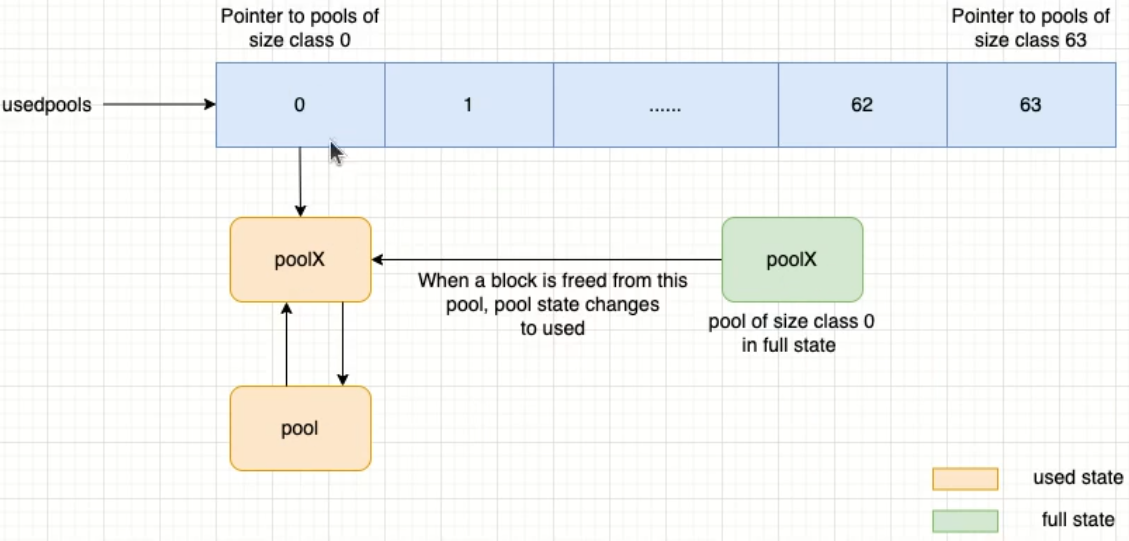 Pointer to pools of
size class 0
Pointer to pools of
size class 63
usedpools
0
1
......
62
63
poolX
poolX
When a block is freed from this
pool, pool state changes
to used
pool of size class 0
in full state
pool
used state
full state